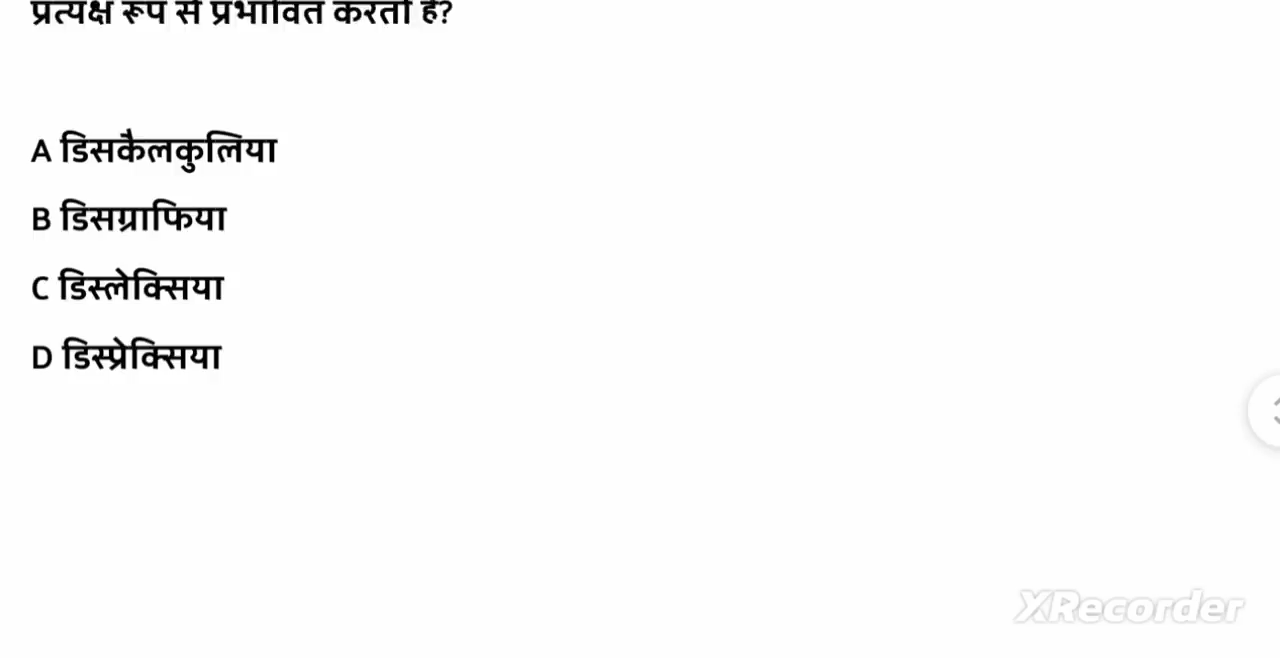 प्रत्यक्ष रूप से प्रभावित करती है?
A डिसकैलकुलिया
B डिसग्राफिया
C डिस्लेक्सिया
D डिस्प्रेक्सिया
XRecorder